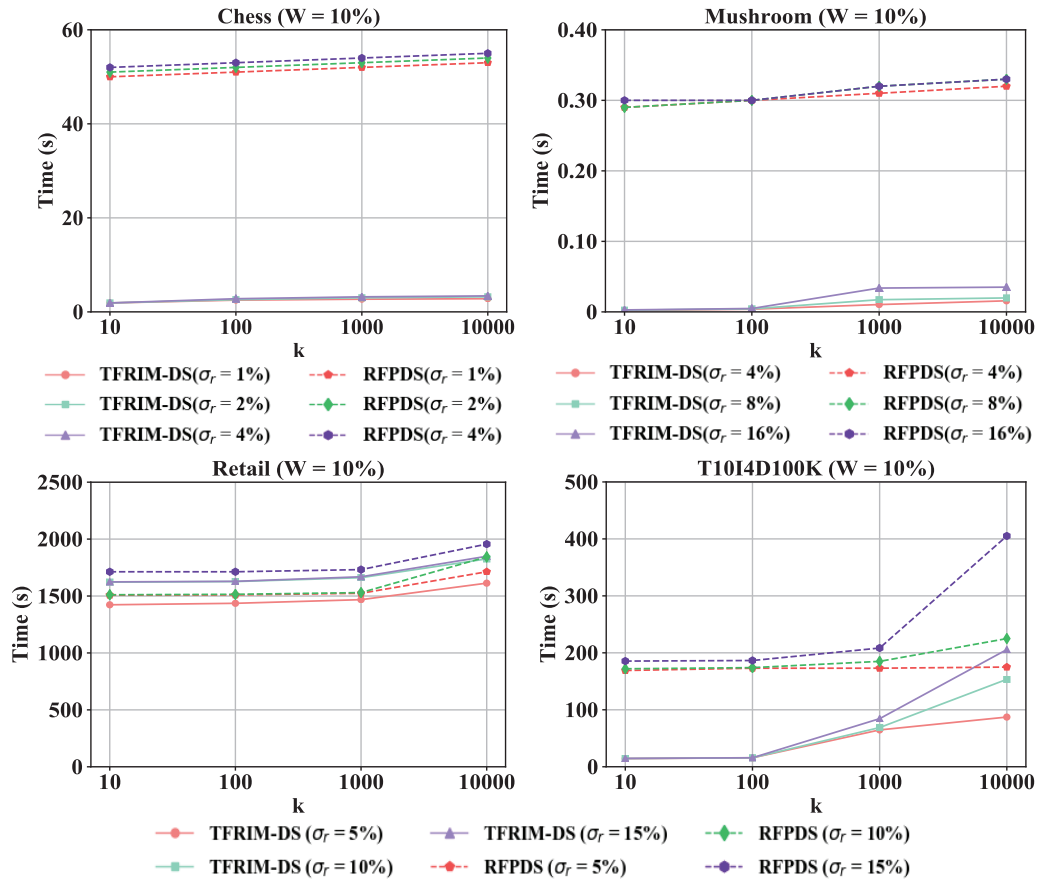 Chess (W = 10%)
60
40
20
0
Time (s)
10 100 1000 10000
k
TFRIM-DS(σr = 1%) RFPDS(σr = 1%)
TFRIM-DS(σr = 2%) RFPDS(σr = 2%)
TFRIM-DS(σr = 4%) RFPDS(σr = 4%)
Mushroom (W = 10%)
0.40
0.30
0.20
0.10
0
Time (s)
10 100 1000 10000
k
TFRIM-DS(σr = 4%) RFPDS(σr = 4%)
TFRIM-DS(σr = 8%) RFPDS(σr = 8%)
TFRIM-DS(σr = 16%) RFPDS(σr = 16%)
Retail (W = 10%)
2500
2000
1500
1000
500
0
Time (s)
10 100 1000 10000
k
T10I4D100K (W = 10%)
500
400
300
200
100
0
Time (s)
10 100 1000 10000
k
TFRIM-DS (σr = 5%) TFRIM-DS (σr = 15%) RFPDS (σr = 10%)
TFRIM-DS (σr = 10%) RFPDS (σr = 5%) RFPDS (σr = 15%)